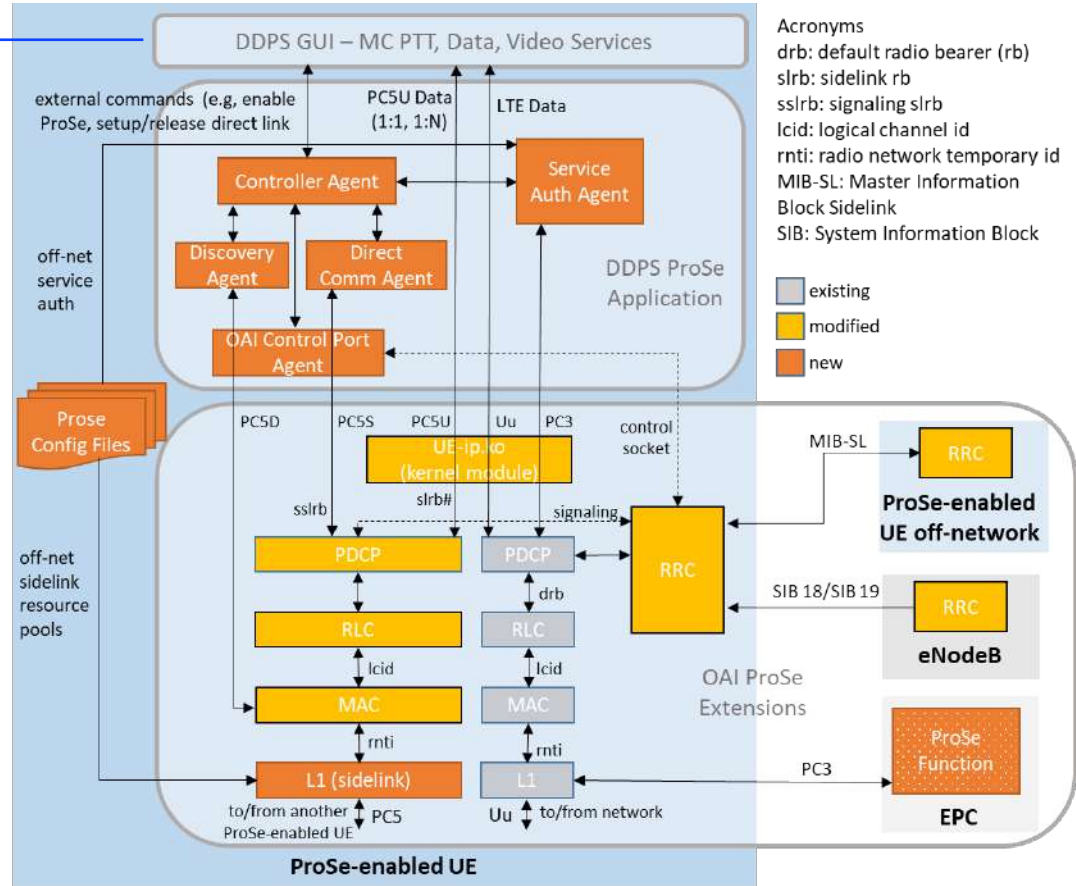 DDPS GUI – MC PTT, Data, Video Services
external commands (e.g, enable
ProSe, setup/release direct link
PC5U Data
(1:1, 1:N)
LTE Data
Controller Agent
Service
Auth Agent
Discovery
Agent
Direct
Comm Agent
OAI Control Port
Agent
DDPS ProSe
Application
off-net
service
auth
Prose
Config Files
off-net
sidelink
resource
pools
PC5D
PC5S
PC5U
Uu
PC3
control
socket
UE-ip.ko
(kernel module)
sslrb
slrb#
signaling
PDCP
PDCP
RRC
drb
RLC
RLC
lcid
lcid
MAC
MAC
rnti
rnti
L1 (sidelink)
L1
to/from another
ProSe-enabled UE
PC5
Uu
to/from network
OAI ProSe
Extensions
ProSe-enabled UE
MIB-SL
RRC
ProSe-enabled
UE off-network
SIB 18/SIB 19
RRC
eNodeB
PC3
ProSe
Function
EPC
Acronyms
drb: default radio bearer (rb)
slrb: sidelink rb
sslrb: signaling slrb
lcid: logical channel id
rnti: radio network temporary id
MIB-SL: Master Information
Block Sidelink
SIB: System Information Block
existing
modified
new